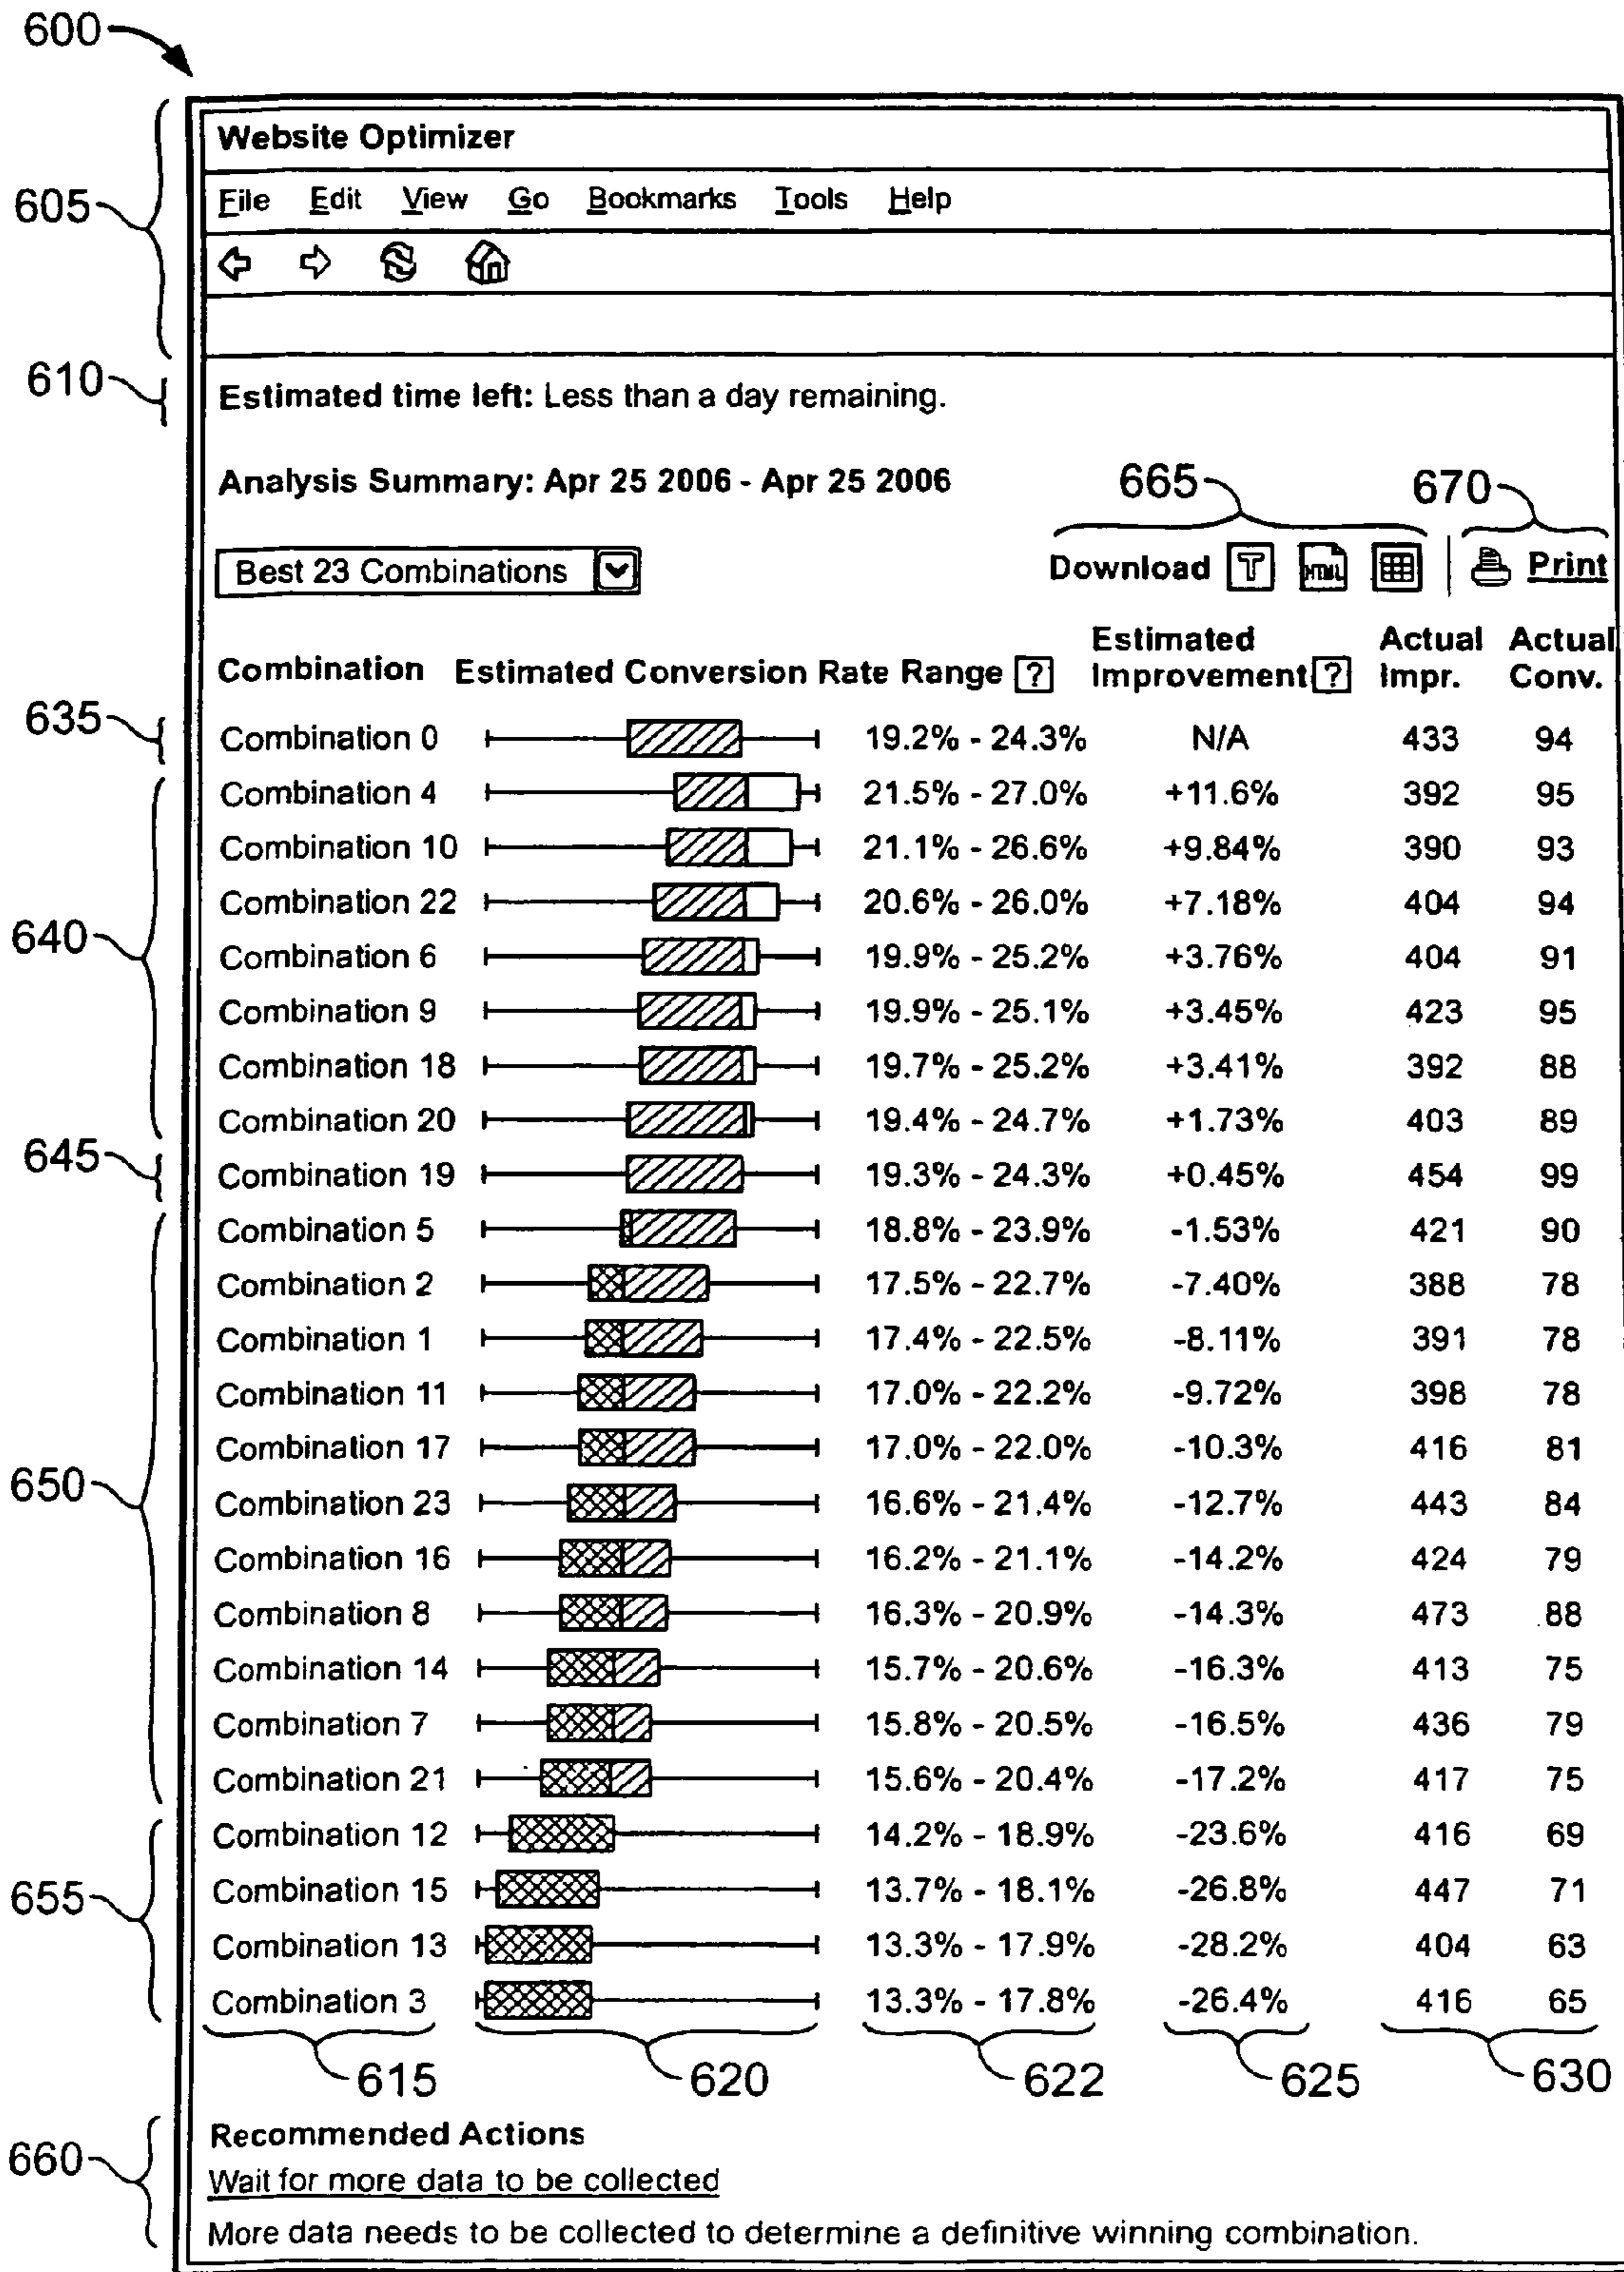 600
605
Website Optimizer
File Edit View Go Bookmarks Tools Help
610
Estimated time left: Less than a day remaining.
Analysis Summary: Apr 25 2006 - Apr 25 2006
665 670
Best 23 Combinations Download T HTML Print
Combination Estimated Conversion Rate Range ? Estimated Improvement ? Actual Impr. Actual Conv.
635
Combination 0 19.2% - 24.3% N/A 433 94
640
Combination 4 21.5% - 27.0% +11.6% 392 95
Combination 10 21.1% - 26.6% +9.84% 390 93
Combination 22 20.6% - 26.0% +7.18% 404 94
Combination 6 19.9% - 25.2% +3.76% 404 91
Combination 9 19.9% - 25.1% +3.45% 423 95
Combination 18 19.7% - 25.2% +3.41% 392 88
Combination 20 19.4% - 24.7% +1.73% 403 89
645
Combination 19 19.3% - 24.3% +0.45% 454 99
650
Combination 5 18.8% - 23.9% -1.53% 421 90
Combination 2 17.5% - 22.7% -7.40% 388 78
Combination 1 17.4% - 22.5% -8.11% 391 78
Combination 11 17.0% - 22.2% -9.72% 398 78
Combination 17 17.0% - 22.0% -10.3% 416 81
Combination 23 16.6% - 21.4% -12.7% 443 84
Combination 16 16.2% - 21.1% -14.2% 424 79
Combination 8 16.3% - 20.9% -14.3% 473 88
Combination 14 15.7% - 20.6% -16.3% 413 75
Combination 7 15.8% - 20.5% -16.5% 436 79
Combination 21 15.6% - 20.4% -17.2% 417 75
655
Combination 12 14.2% - 18.9% -23.6% 416 69
Combination 15 13.7% - 18.1% -26.8% 447 71
Combination 13 13.3% - 17.9% -28.2% 404 63
Combination 3 13.3% - 17.8% -26.4% 416 65
615 620 622 625 630
660
Recommended Actions
Wait for more data to be collected
More data needs to be collected to determine a definitive winning combination.